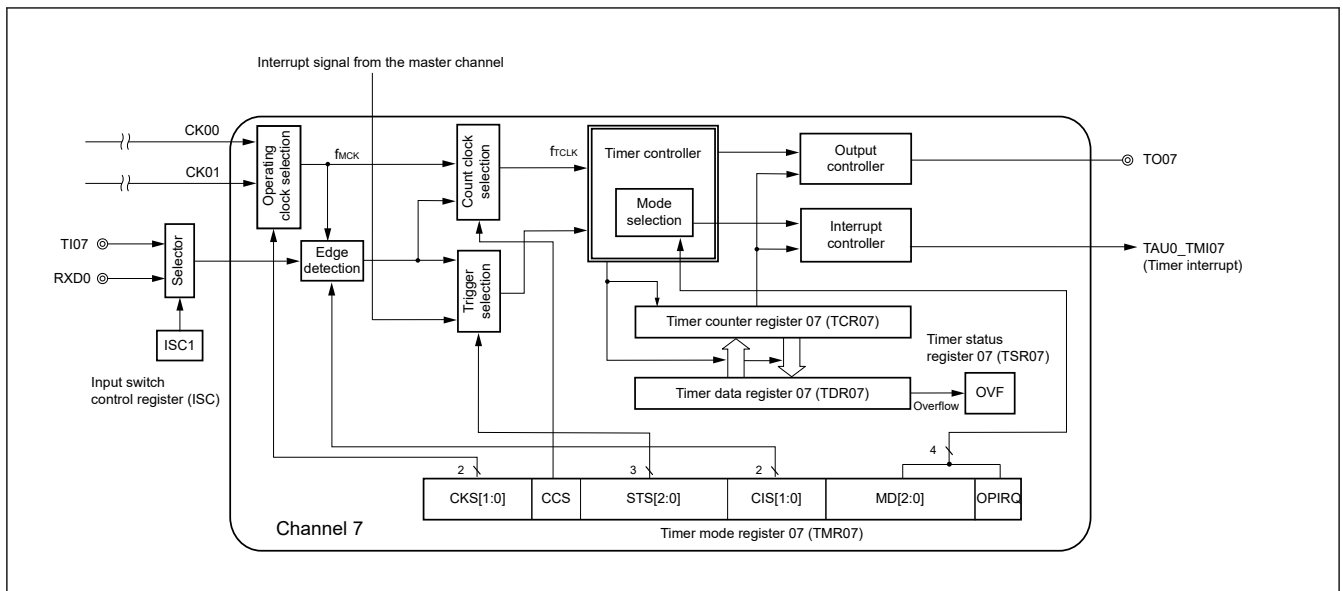 Interrupt signal from the master channel
CK00
CK01
Operating
clock selection
fMCK
Count clock
selection
fTCLK
Timer controller
Mode
selection
Output
controller
TO07
Interrupt
controller
TAU0_TMI07
(Timer interrupt)
TI07
RXD0
Selector
Edge
detection
Trigger
selection
ISC1
Input switch
control register (ISC)
Timer counter register 07 (TCR07)
Timer status
register 07 (TSR07)
Timer data register 07 (TDR07)
Overflow
OVF
2
3
2
4
CKS[1:0]
CCS
STS[2:0]
CIS[1:0]
MD[2:0]
OPIRQ
Channel 7
Timer mode register 07 (TMR07)